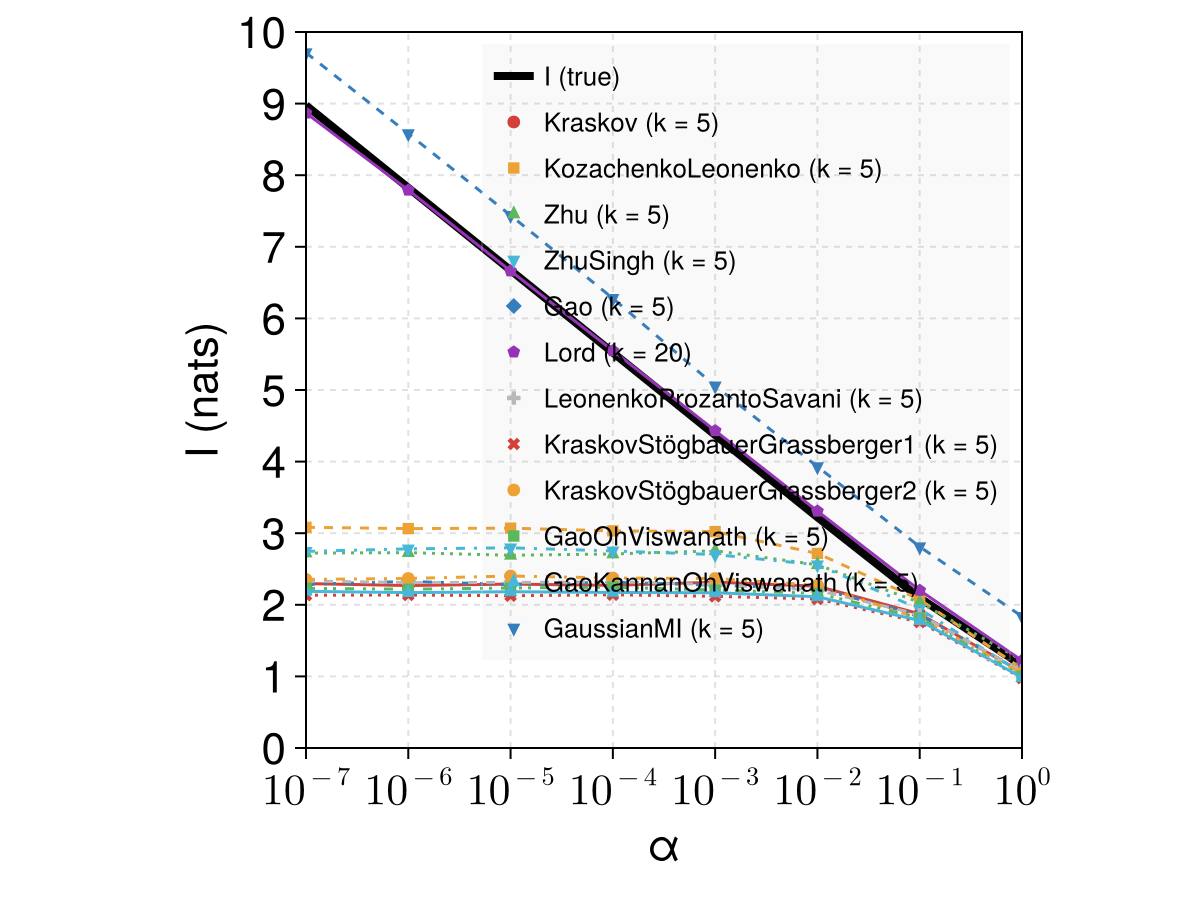 10
9
8
7
6
5
4
3
2
1
0
I (nats)
I (true)
Kraskov (k = 5)
KozachenkoLeonenko (k = 5)
Zhu (k = 5)
ZhuSingh (k = 5)
Gao (k = 5)
Lord (k = 20)
LeonenkoProzantoSavani (k = 5)
KraskovStögbauerGrassberger1 (k = 5)
KraskovStögbauerGrassberger2 (k = 5)
GaoOhViswanath (k = 5)
GaoKannanOhViswanath (k = 5)
GaussianMI (k = 5)
10⁻⁷ 10⁻⁶ 10⁻⁵ 10⁻⁴ 10⁻³ 10⁻² 10⁻¹ 10⁰
α